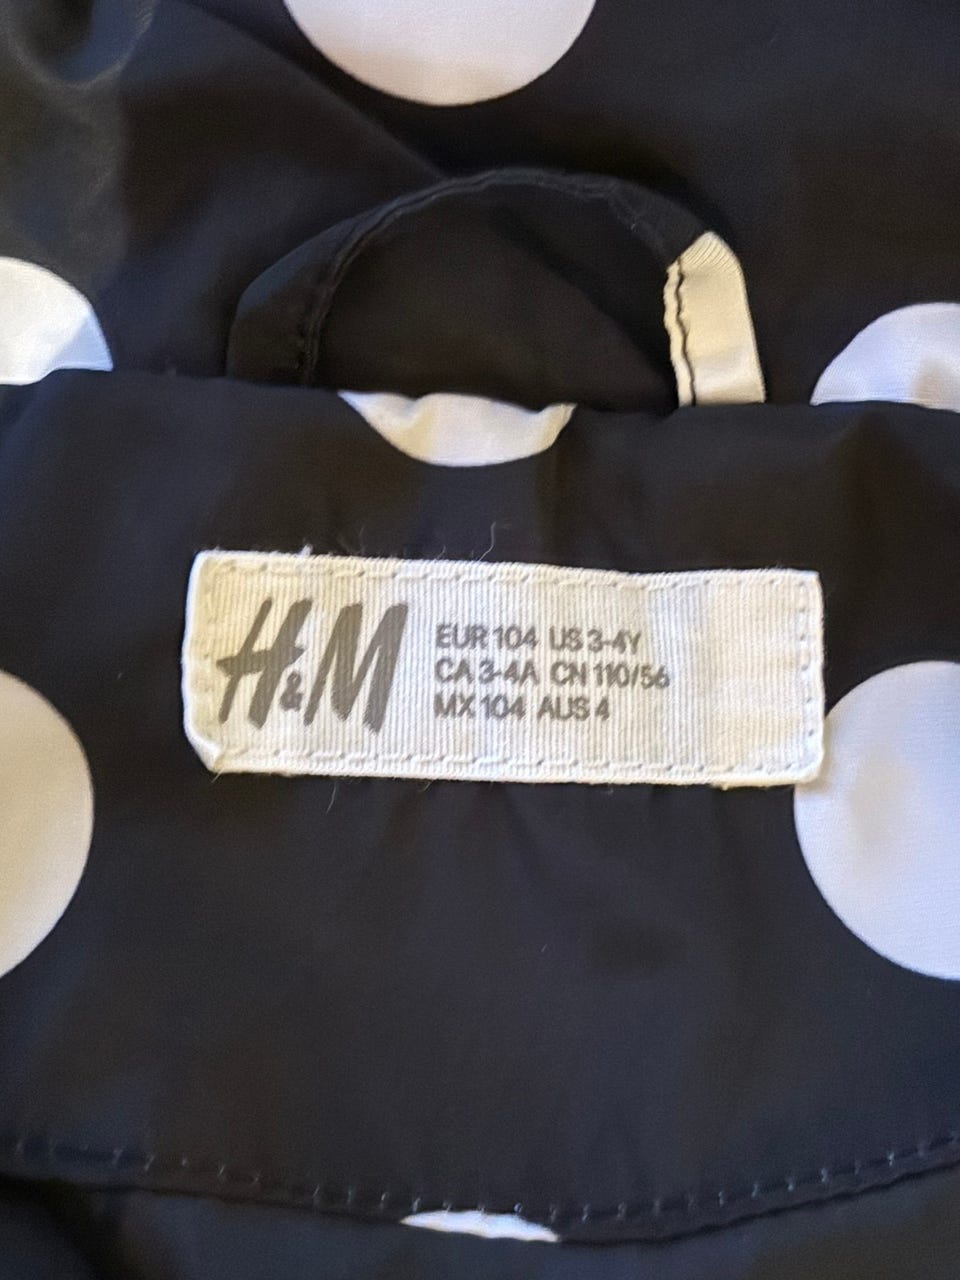 H&M
EUR 104 US 3-4Y
CA 3-4A CN 110/56
MX 104 AUS 4